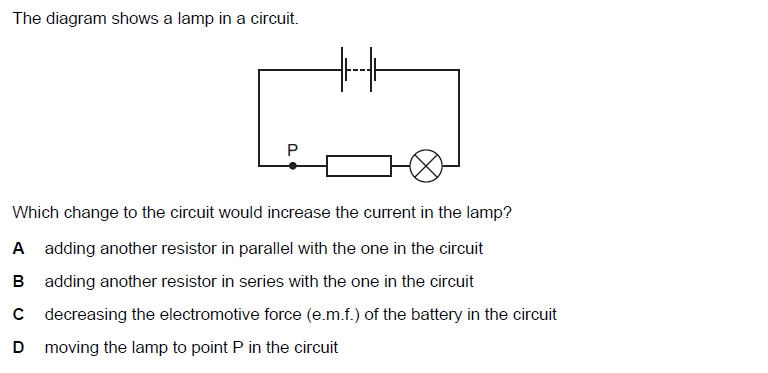 The diagram shows a lamp in a circuit.
P
Which change to the circuit would increase the current in the lamp?
A adding another resistor in parallel with the one in the circuit
B adding another resistor in series with the one in the circuit
C decreasing the electromotive force (e.m.f.) of the battery in the circuit
D moving the lamp to point P in the circuit